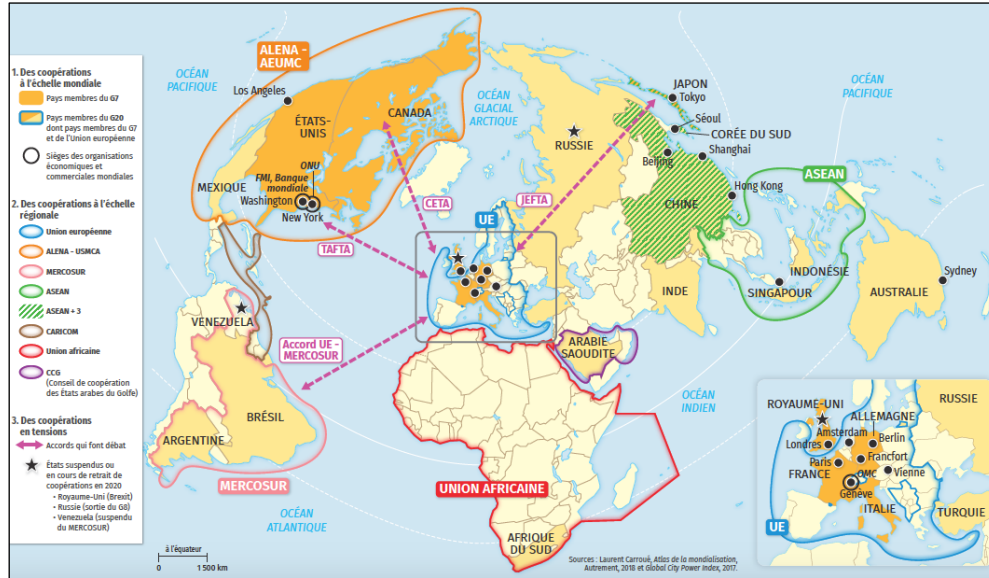 1. Des coopérations
à l'échelle mondiale
Pays membres du G7
Pays membres du G20
dont pays membres du G7
et de l'Union européenne
Sièges des organisations
économiques et
commerciales mondiales
2. Des coopérations à l'échelle
régionale
Union européenne
ALENA - USMCA
MERCOSUR
ASEAN
ASEAN + 3
CARICOM
Union africaine
CCG
(Conseil de coopération
des États arabes du Golfe)
3. Des coopérations
en tensions
Accords qui font débat
États suspendus ou
en cours de retrait de
coopérations en 2020
• Royaume-Uni (Brexit)
• Russie (sortie du G8)
• Venezuela (suspendu
du MERCOSUR)
ALENA -
AEUMC
OCÉAN
PACIFIQUE
Los Angeles
ÉTATS-
UNIS
CANADA
MEXIQUE
ONU
FMI, Banque
mondiale
Washington
New York
OCÉAN
GLACIAL
ARCTIQUE
RUSSIE
JAPON
Tokyo
Séoul
CORÉE DU SUD
Beijing
Shanghai
Hong Kong
CHINE
OCÉAN
PACIFIQUE
ASEAN
CETA
JEFTA
TAFTA
UE
INDE
INDONÉSIE
SINGAPOUR
AUSTRALIE
Sydney
VENEZUELA
Accord UE -
MERCOSUR
BRÉSIL
ARGENTINE
MERCOSUR
ARABIE
SAOUDITE
OCÉAN
INDIEN
UNION AFRICAINE
OCÉAN
ATLANTIQUE
AFRIQUE
DU SUD
ROYAUME-UNI
RUSSIE
ALLEMAGNE
Amsterdam
Berlin
Londres
Francfort
Paris
Vienne
FRANCE
OMC
Genève
ITALIE
TURQUIE
UE
à l'équateur
0 1 500 km
Sources : Laurent Carroué, Atlas de la mondialisation,
Autrement, 2018 et Global City Power Index, 2017.